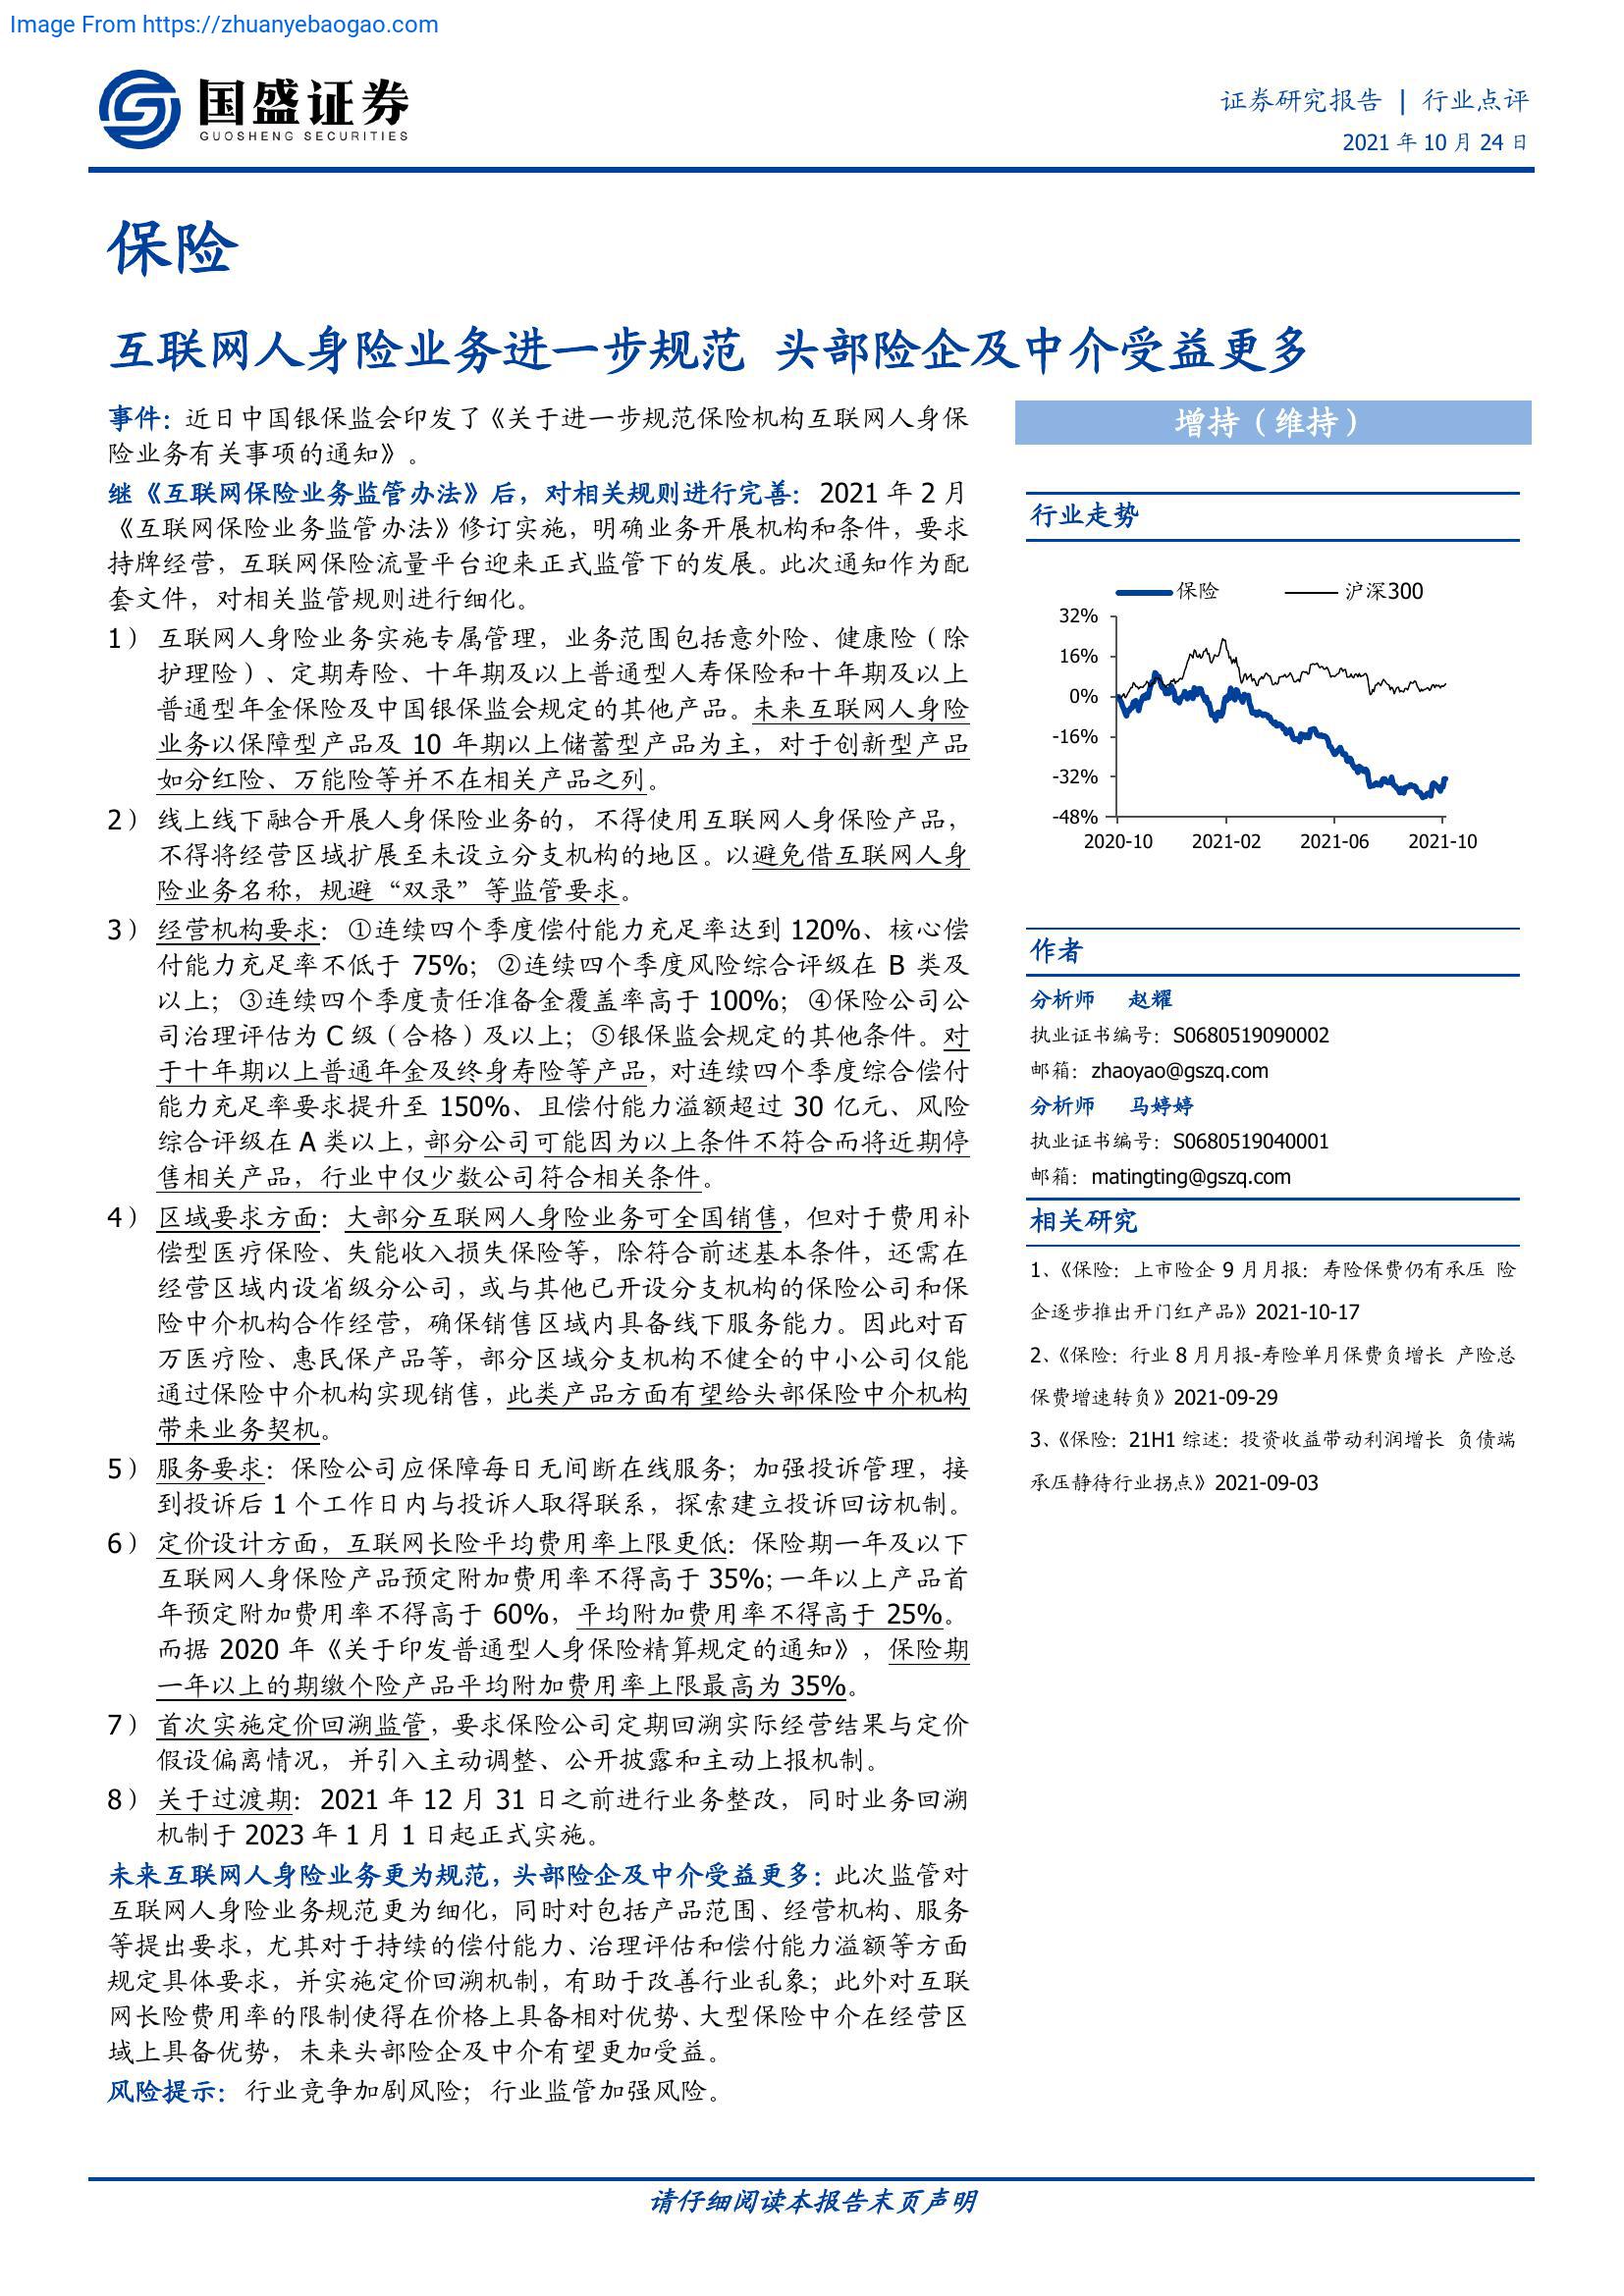 Image From https://zhuanyebaogao.com
国盛证券
GUOSHENG SECURITIES
证券研究报告 | 行业点评
2021 年 10 月 24 日
保险
互联网人身险业务进一步规范 头部险企及中介受益更多
事件：近日中国银保监会印发了《关于进一步规范保险机构互联网人身保
险业务有关事项的通知》。
继《互联网保险业务监管办法》后，对相关规则进行完善：2021 年 2 月
《互联网保险业务监管办法》修订实施，明确业务开展机构和条件，要求
持牌经营，互联网保险流量平台迎来正式监管下的发展。此次通知作为配
套文件，对相关监管规则进行细化。
1） 互联网人身险业务实施专属管理，业务范围包括意外险、健康险（除
护理险）、定期寿险、十年期及以上普通型人寿保险和十年期及以上
普通型年金保险及中国银保监会规定的其他产品。未来互联网人身险
业务以保障型产品及 10 年期以上储蓄型产品为主，对于创新型产品
如分红险、万能险等并不在相关产品之列。
2） 线上线下融合开展人身保险业务的，不得使用互联网人身保险产品，
不得将经营区域扩展至未设立分支机构的地区。以避免借互联网人身
险业务名称，规避“双录”等监管要求。
3） 经营机构要求：①连续四个季度偿付能力充足率达到 120%、核心偿
付能力充足率不低于 75%；②连续四个季度风险综合评级在 B 类及
以上；③连续四个季度责任准备金覆盖率高于 100%；④保险公司公
司治理评估为 C 级（合格）及以上；⑤银保监会规定的其他条件。对
于十年期以上普通年金及终身寿险等产品，对连续四个季度综合偿付
能力充足率要求提升至 150%、且偿付能力溢额超过 30 亿元、风险
综合评级在 A 类以上，部分公司可能因为以上条件不符合而将近期停
售相关产品，行业中仅少数公司符合相关条件。
4） 区域要求方面：大部分互联网人身险业务可全国销售，但对于费用补
偿型医疗保险、失能收入损失保险等，除符合前述基本条件，还需在
经营区域内设省级分公司，或与其他已开设分支机构的保险公司和保
险中介机构合作经营，确保销售区域内具备线下服务能力。因此对百
万医疗险、惠民保产品等，部分区域分支机构不健全的中小公司仅能
通过保险中介机构实现销售，此类产品方面有望给头部保险中介机构
带来业务契机。
5） 服务要求：保险公司应保障每日无间断在线服务；加强投诉管理，接
到投诉后 1 个工作日内与投诉人取得联系，探索建立投诉回访机制。
6） 定价设计方面，互联网长险平均费用率上限更低：保险期一年及以下
互联网人身保险产品预定附加费用率不得高于 35%；一年以上产品首
年预定附加费用率不得高于 60%，平均附加费用率不得高于 25%。
而据 2020 年《关于印发普通型人身保险精算规定的通知》，保险期
一年以上的期缴个险产品平均附加费用率上限最高为 35%。
7） 首次实施定价回溯监管，要求保险公司定期回溯实际经营结果与定价
假设偏离情况，并引入主动调整、公开披露和主动上报机制。
8） 关于过渡期：2021 年 12 月 31 日之前进行业务整改，同时业务回溯
机制于 2023 年 1 月 1 日起正式实施。
未来互联网人身险业务更为规范，头部险企及中介受益更多：此次监管对
互联网人身险业务规范更为细化，同时对包括产品范围、经营机构、服务
等提出要求，尤其对于持续的偿付能力、治理评估和偿付能力溢额等方面
规定具体要求，并实施定价回溯机制，有助于改善行业乱象；此外对互联
网长险费用率的限制使得在价格上具备相对优势、大型保险中介在经营区
域上具备优势，未来头部险企及中介有望更加受益。
风险提示：行业竞争加剧风险；行业监管加强风险。
增持（维持）
行业走势
保险 沪深300
32%
16%
0%
-16%
-32%
-48%
2020-10 2021-02 2021-06 2021-10
作者
分析师 赵耀
执业证书编号：S0680519090002
邮箱：zhaoyao@gszq.com
分析师 马婷婷
执业证书编号：S0680519040001
邮箱：matingting@gszq.com
相关研究
1、《保险：上市险企 9 月月报：寿险保费仍有承压 险
企逐步推出开门红产品》2021-10-17
2、《保险：行业 8 月月报-寿险单月保费负增长 产险总
保费增速转负》2021-09-29
3、《保险：21H1 综述：投资收益带动利润增长 负债端
承压静待行业拐点》2021-09-03
请仔细阅读本报告末页声明